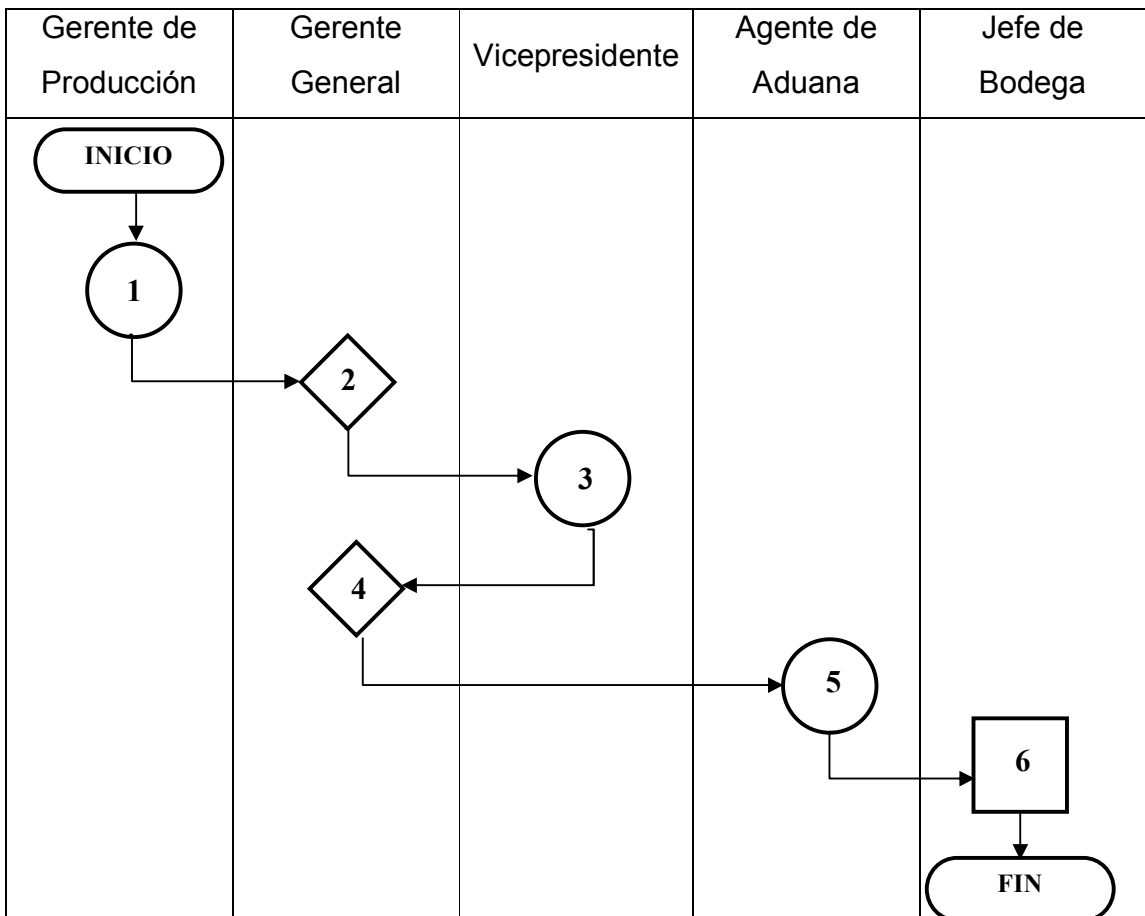 Gerente de
Producción
Gerente
General
Vicepresidente
Agente de
Aduana
Jefe de
Bodega
INICIO
1
2
3
4
5
6
FIN